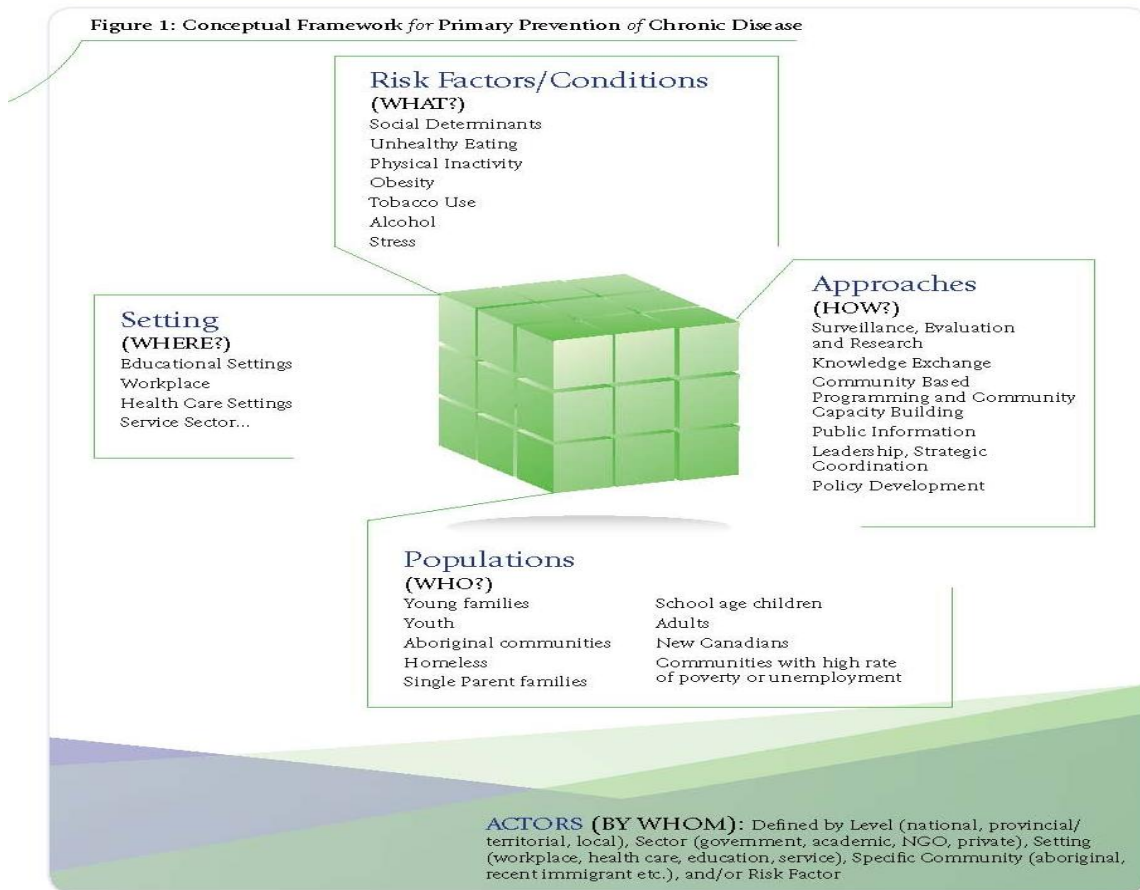 Figure 1: Conceptual Framework for Primary Prevention of Chronic Disease
Risk Factors/Conditions
(WHAT?)
Social Determinants
Unhealthy Eating
Physical Inactivity
Obesity
Tobacco Use
Alcohol
Stress
Setting
(WHERE?)
Educational Settings
Workplace
Health Care Settings
Service Sector...
Approaches
(HOW?)
Surveillance, Evaluation
and Research
Knowledge Exchange
Community Based
Programming and Community
Capacity Building
Public Information
Leadership, Strategic
Coordination
Policy Development
Populations
(WHO?)
Young families
Youth
Aboriginal communities
Homeless
Single Parent families
School age children
Adults
New Canadians
Communities with high rate
of poverty or unemployment
ACTORS (BY WHOM): Defined by Level (national, provincial/
territorial, local), Sector (government, academic, NGO, private), Setting
(workplace, health care, education, service), Specific Community (aboriginal,
recent immigrant etc.), and/or Risk Factor